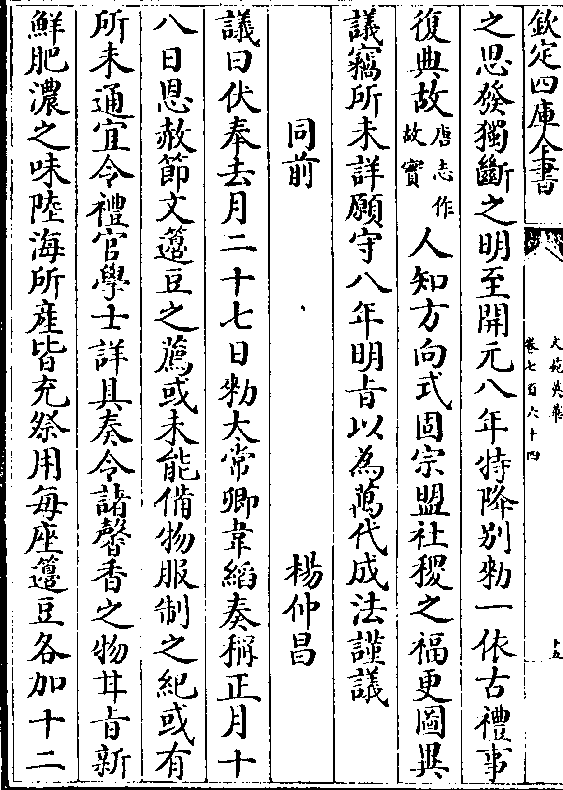 欽定四庫全書
文苑英華
卷七百六十四
十五
之思發獨斷之明至開元八年特降别勑一依古禮事
復典故唐志作故實人知方向式固宗盟社稷之福更圖異
議竊所未詳願守八年明旨以為萬代成法謹議
同前 楊仲昌
議曰伏奉去月二十七日勑太常卿韋縚奏稱正月十
八日恩赦節文籩豆之薦或未能備物服制之紀或有
所未通宜令禮官學士詳具奏令諸馨香之物甘旨新
鮮肥濃之味陸海所產皆充祭用每座籩豆各加十二